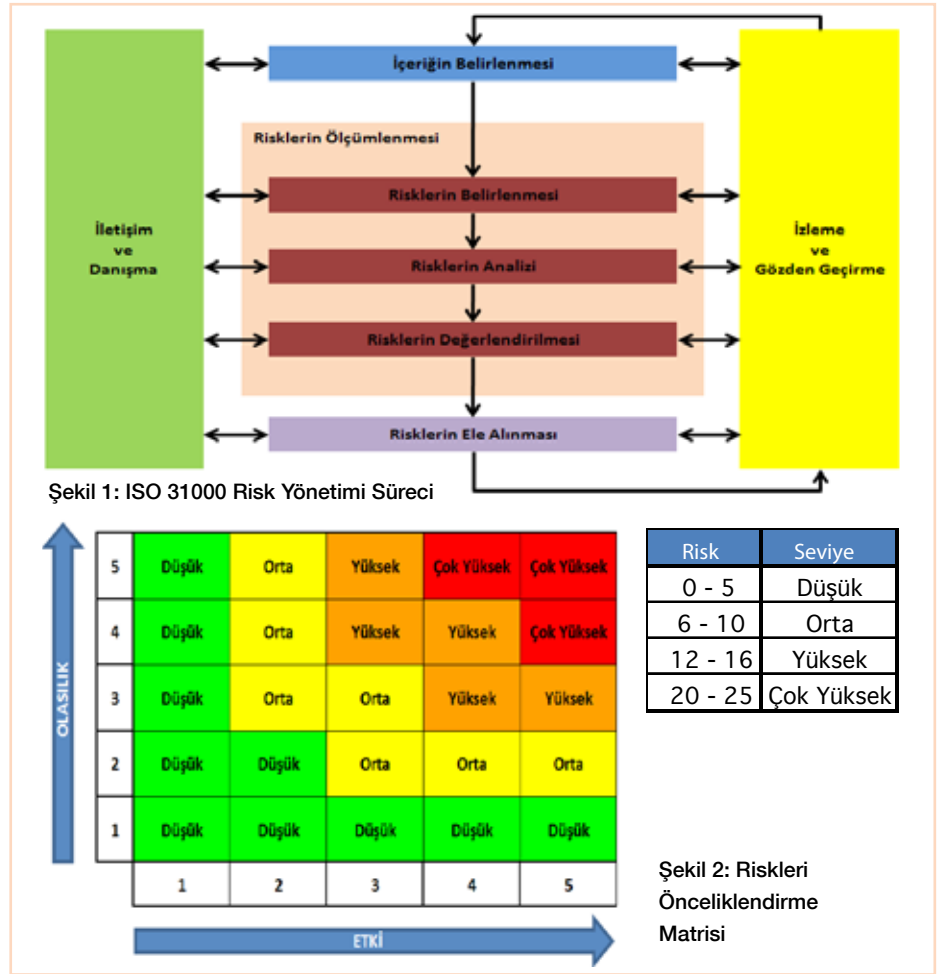 İçeriğin Belirlenmesi
Risklerin Ölçümlenmesi
Risklerin Belirlenmesi
Risklerin Analizi
Risklerin Değerlendirilmesi
Risklerin Ele Alınması
İletişim
ve
Danışma
İzleme
ve
Gözden Geçirme
Şekil 1: ISO 31000 Risk Yönetimi Süreci
OLASILIK
5 Düşük Orta Yüksek Çok Yüksek Çok Yüksek
4 Düşük Orta Yüksek Yüksek Çok Yüksek
3 Düşük Orta Orta Yüksek Yüksek
2 Düşük Düşük Orta Orta Orta
1 Düşük Düşük Düşük Düşük Düşük
1 2 3 4 5
ETKİ
Risk Seviye
0 - 5 Düşük
6 - 10 Orta
12 - 16 Yüksek
20 - 25 Çok Yüksek
Şekil 2: Riskleri
Önceliklendirme
Matrisi